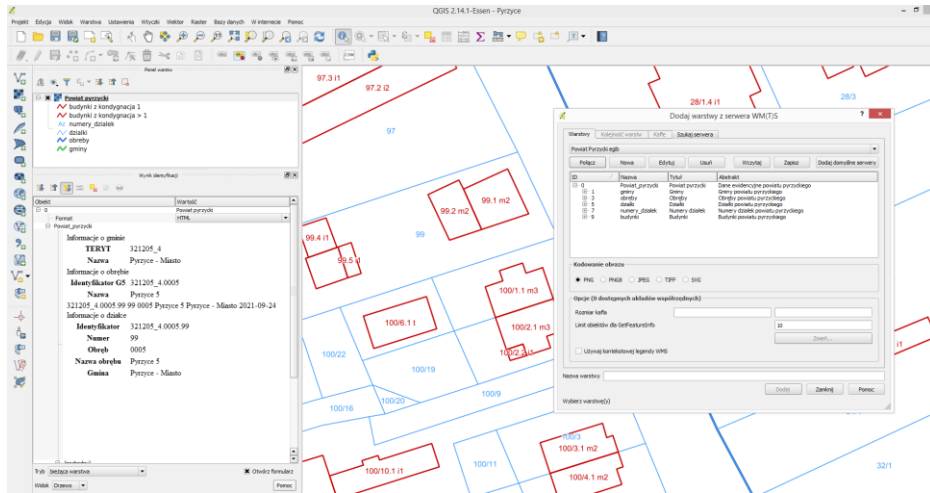 QGIS 2.14.1-Essen - Pyrzyce
Projekt Edycja Widok Warstwa Ustawienia Wtyczki Wektor Raster Bazy danych W internecie Pomoc
Panel warstw
Powiat pyrzycki
budynki z kondygnacja 1
budynki z kondygnacja > 1
numery_dzialek
dzialki
obreby
gminy
Wynik identyfikacji
Obiekt Wartość
0 Powiat pyrzycki
Format HTML
Powiat_pyrzycki
Informacje o gminie
TERYT 321205_4
Nazwa Pyrzyce - Miasto
Informacje o obrębie
Identyfikator G5 321205_4.0005
Nazwa Pyrzyce 5
321205_4.0005.99 99 0005 Pyrzyce 5 Pyrzyce - Miasto 2021-09-24
Informacje o działce
Identyfikator 321205_4.0005.99
Numer 99
Obręb 0005
Nazwa obrębu Pyrzyce 5
Gmina Pyrzyce - Miasto
Tryb bieżąca warstwa Otwórz formularz
Widok Drzewo Pomoc
97.3 i1
97.2 i2
97
28/1.4 i1
28/3
99.1 m2
99.2 m2
99
99.4 i1
99.5 i1
100/1.1 m3
100/6.1 t
100/2.1 m3
100/2.2 i1
100/22
100/19
100/20
100/9
100/16
100/3
100/3.1 m2
100/11
100/10.1 i1
100/4.1 m2
i1
32/1
Dodaj warstwy z serwera WM(T)S
Warstwy Kolejność warstw Kafle Szukaj serwera
Powiat Pyrzycki egib
Połącz Nowa Edytuj Usuń Wczytaj Zapisz Dodaj domyślne serwery
ID Nazwa Tytuł Abstrakt
0 Powiat_pyrzycki Powiat pyrzycki Dane ewidencyjne powiatu pyrzyckiego
1 gminy Gminy Gminy powiatu pyrzyckiego
3 obreby Obręby Obręby powiatu pyrzyckiego
5 dzialki Działki Działki powiatu pyrzyckiego
7 numery_dzialek Numery działek Numery działek powiatu pyrzyckiego
9 budynki Budynki Budynki powiatu pyrzyckiego
Kodowanie obrazu
PNG PNG8 JPEG TIFF SVG
Opcje (0 dostępnych układów współrzędnych)
Rozmiar kafla
Limit obiektów dla GetFeatureInfo 10
Zmień...
Używaj kontekstowej legendy WMS
Nazwa warstwy
Dodaj Zamknij Pomoc
Wybierz warstwę(y)